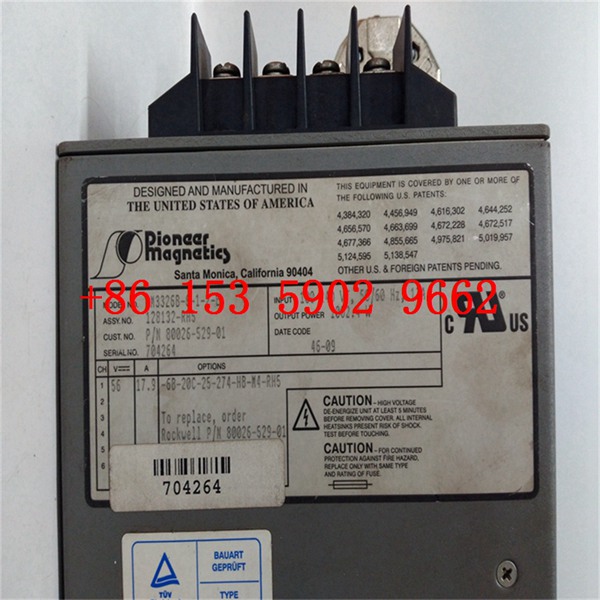 DESIGNED AND MANUFACTURED IN
THE UNITED STATES OF AMERICA
THIS EQUIPMENT IS COVERED BY ONE OR MORE OF
THE FOLLOWING U.S. PATENTS:
4,384,320 4,456,949 4,616,302 4,644,252
4,656,570 4,663,699 4,672,228 4,672,517
4,677,366 4,855,665 4,975,821 5,019,957
5,124,595 5,138,547
OTHER U.S. & FOREIGN PATENTS PENDING.
Pioneer
Magnetics
Santa Monica, California 90404
+86 153 5902 9662
MODEL
INPUT
ASSY.NO. 128132-RH5
OUTPUT POWER
CUST. NO. P/N 80026-529-01
DATE CODE 46-09
SERIAL NO. 704264
C UR US
CH V A OPTIONS
1 56 17.9 -6B-20C-25-274-HB-M4-RH5
2
3 To replace, order
4 Rockwell P/N 80026-529-01
5
6
CAUTION - HIGH VOLTAGE
DE-ENERGIZE UNIT AT LEAST 5 MINUTES
BEFORE REMOVING COVER. ALL INTERNAL
HEATSINKS PRESENT RISK OF SHOCK.
TEST BEFORE TOUCHING.
CAUTION - FOR CONTINUED
PROTECTION AGAINST FIRE HAZARD,
REPLACE ONLY WITH SAME TYPE
AND RATING OF FUSE.
704264
TÜV
BAUART
GEPRÜFT
TYPE